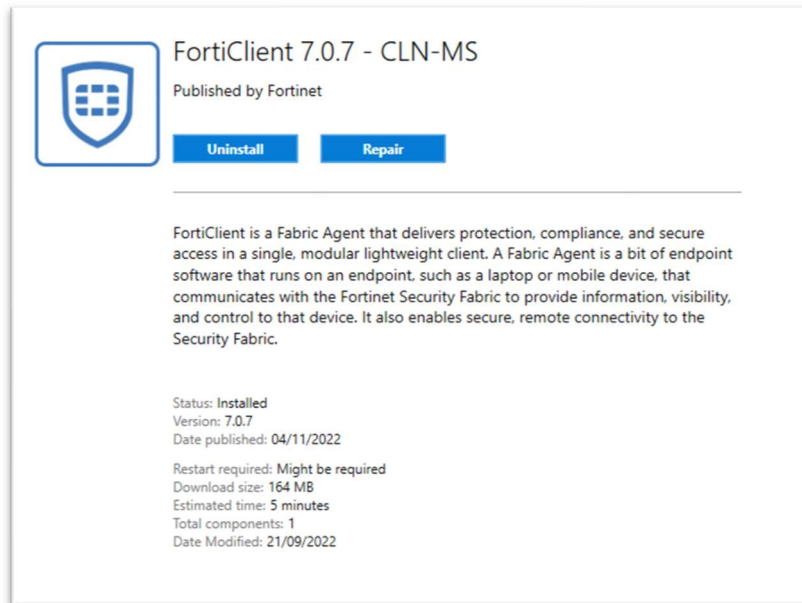 FortiClient 7.0.7 - CLN-MS
Published by Fortinet
Uninstall
Repair
FortiClient is a Fabric Agent that delivers protection, compliance, and secure
access in a single, modular lightweight client. A Fabric Agent is a bit of endpoint
software that runs on an endpoint, such as a laptop or mobile device, that
communicates with the Fortinet Security Fabric to provide information, visibility,
and control to that device. It also enables secure, remote connectivity to the
Security Fabric.
Status: Installed
Version: 7.0.7
Date published: 04/11/2022
Restart required: Might be required
Download size: 164 MB
Estimated time: 5 minutes
Total components: 1
Date Modified: 21/09/2022